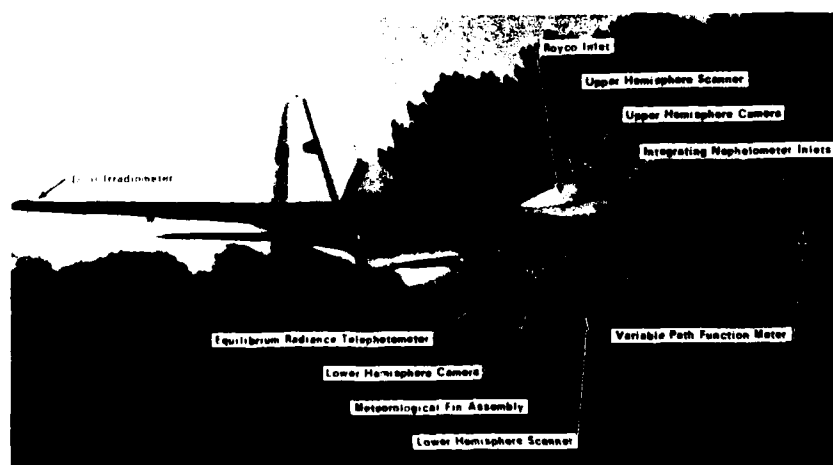 Royco Inlet
Upper Hemisphere Scanner
Upper Hemisphere Camera
Integrating Nephelometer Inlets
Irradiometer
Equilibrium Radiance Telephotometer
Variable Path Function Meter
Lower Hemisphere Camera
Meteorological Fin Assembly
Lower Hemisphere Scanner